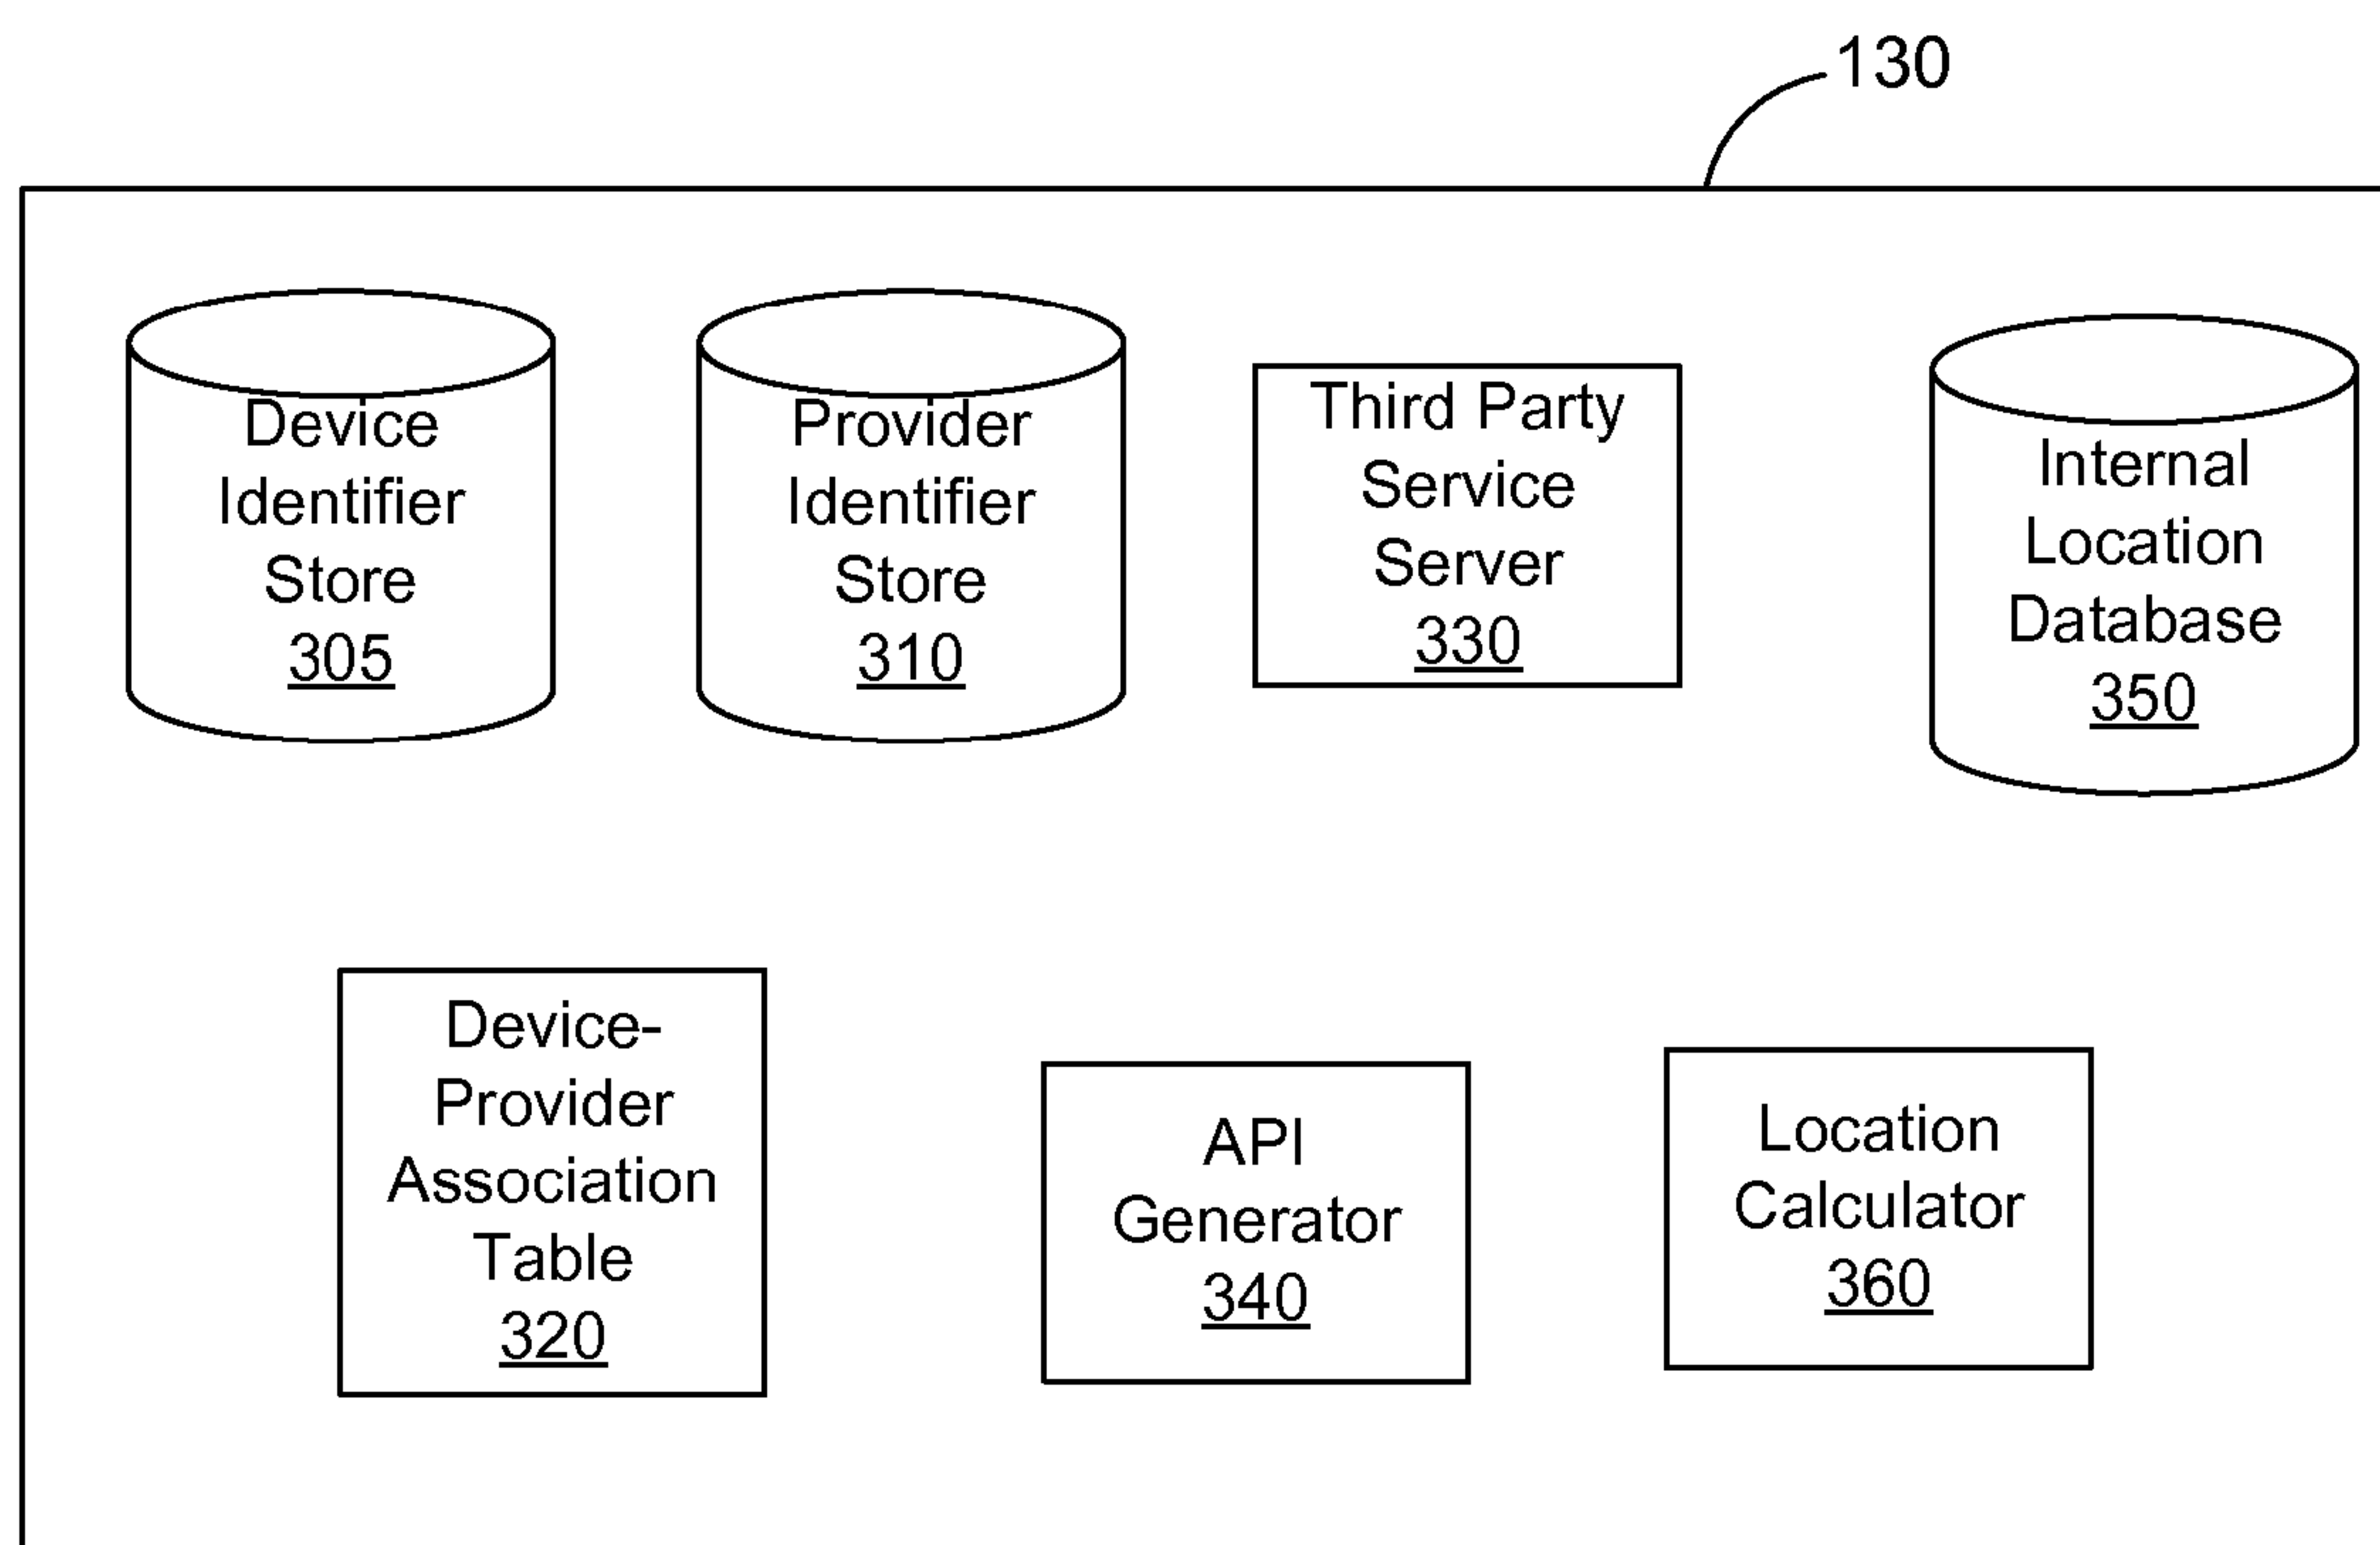 130
Device
Identifier
Store
305
Provider
Identifier
Store
310
Third Party
Service
Server
330
Internal
Location
Database
350
Device-
Provider
Association
Table
320
API
Generator
340
Location
Calculator
360